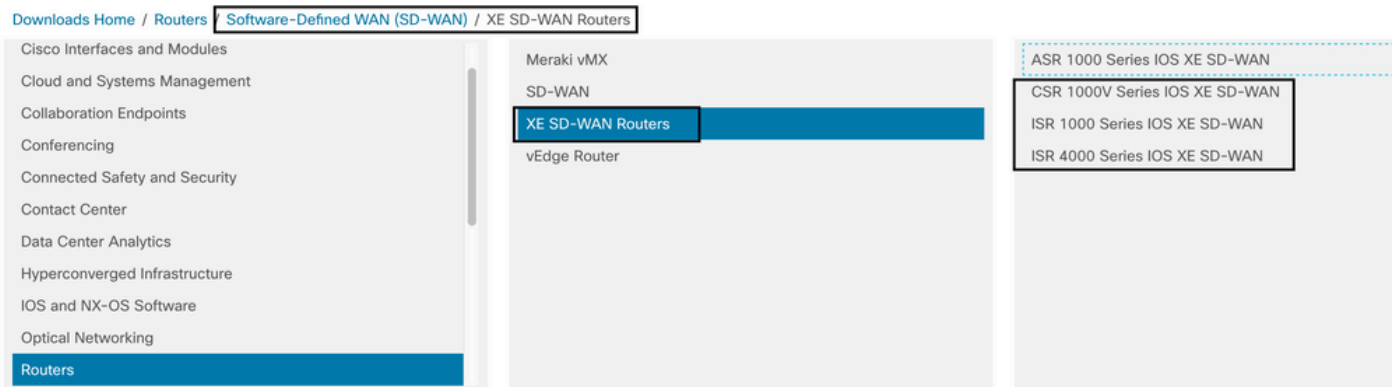 Downloads Home / Routers / Software-Defined WAN (SD-WAN) / XE SD-WAN Routers
Cisco Interfaces and Modules
Cloud and Systems Management
Collaboration Endpoints
Conferencing
Connected Safety and Security
Contact Center
Data Center Analytics
Hyperconverged Infrastructure
IOS and NX-OS Software
Optical Networking
Routers
Meraki vMX
SD-WAN
XE SD-WAN Routers
vEdge Router
ASR 1000 Series IOS XE SD-WAN
CSR 1000V Series IOS XE SD-WAN
ISR 1000 Series IOS XE SD-WAN
ISR 4000 Series IOS XE SD-WAN